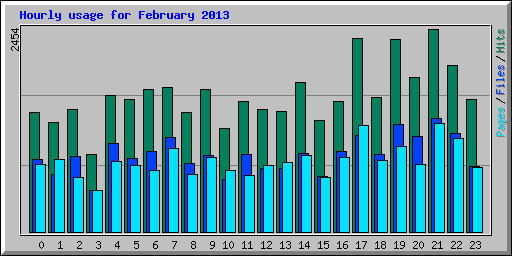 Hourly usage for February 2013
2454
Pages / Files / Hits
0 1 2 3 4 5 6 7 8 9 10 11 12 13 14 15 16 17 18 19 20 21 22 23